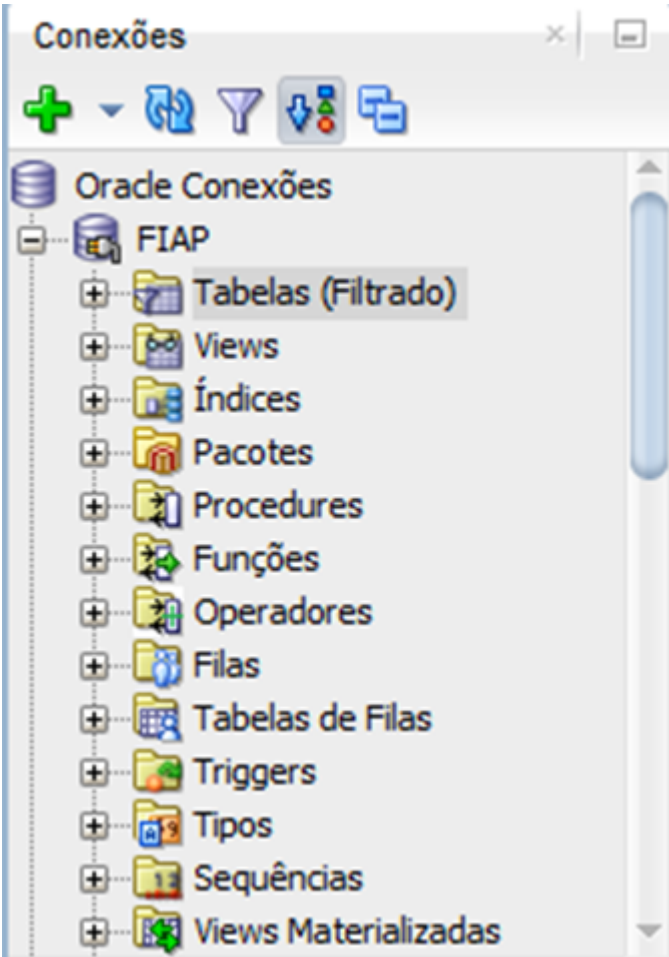 Conexões
Oracle Conexões
FIAP
Tabelas (Filtrado)
Views
Índices
Pacotes
Procedures
Funções
Operadores
Filas
Tabelas de Filas
Triggers
Tipos
Sequências
Views Materializadas